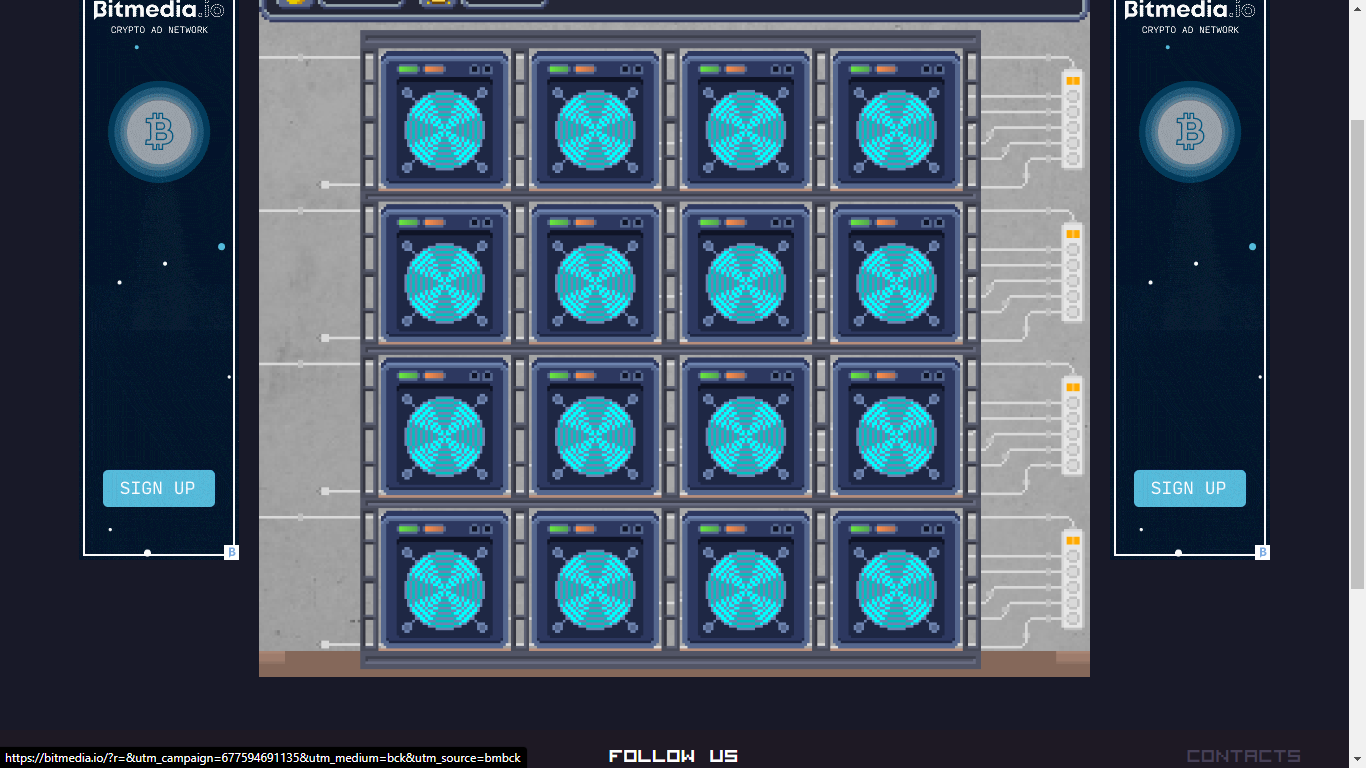 Bitmedia.io
CRYPTO AD NETWORK
SIGN UP
Bitmedia.io
CRYPTO AD NETWORK
SIGN UP
https://bitmedia.io/?r=&utm_campaign=677594691135&utm_medium=bck&utm_source=bmbck
FOLLOW US
CONTACTS